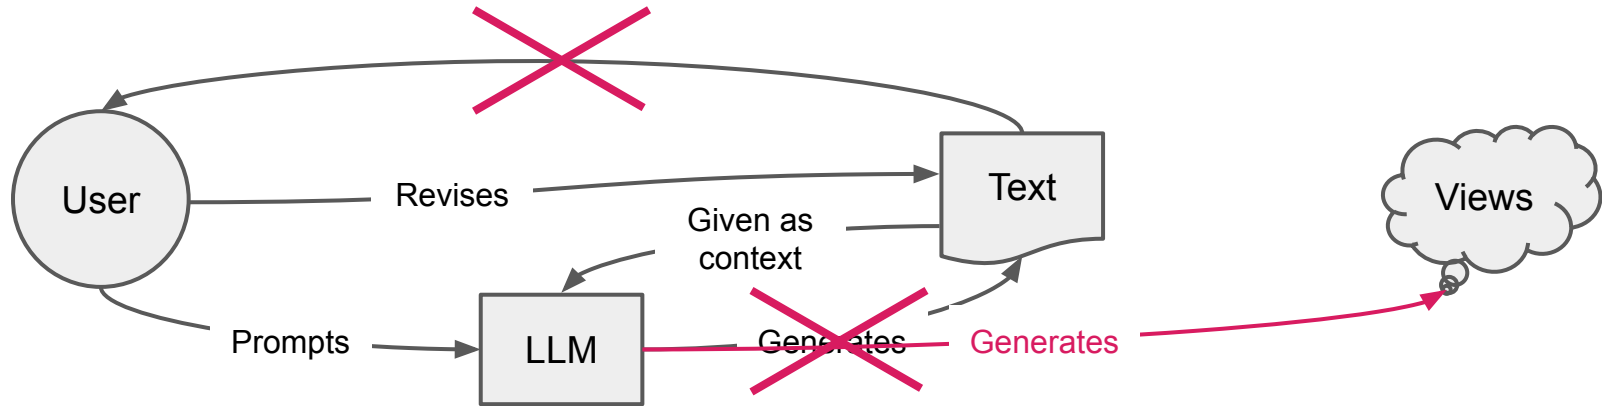 User
Revises
Text
Views
Given as
context
Prompts
LLM
Generates
Generates